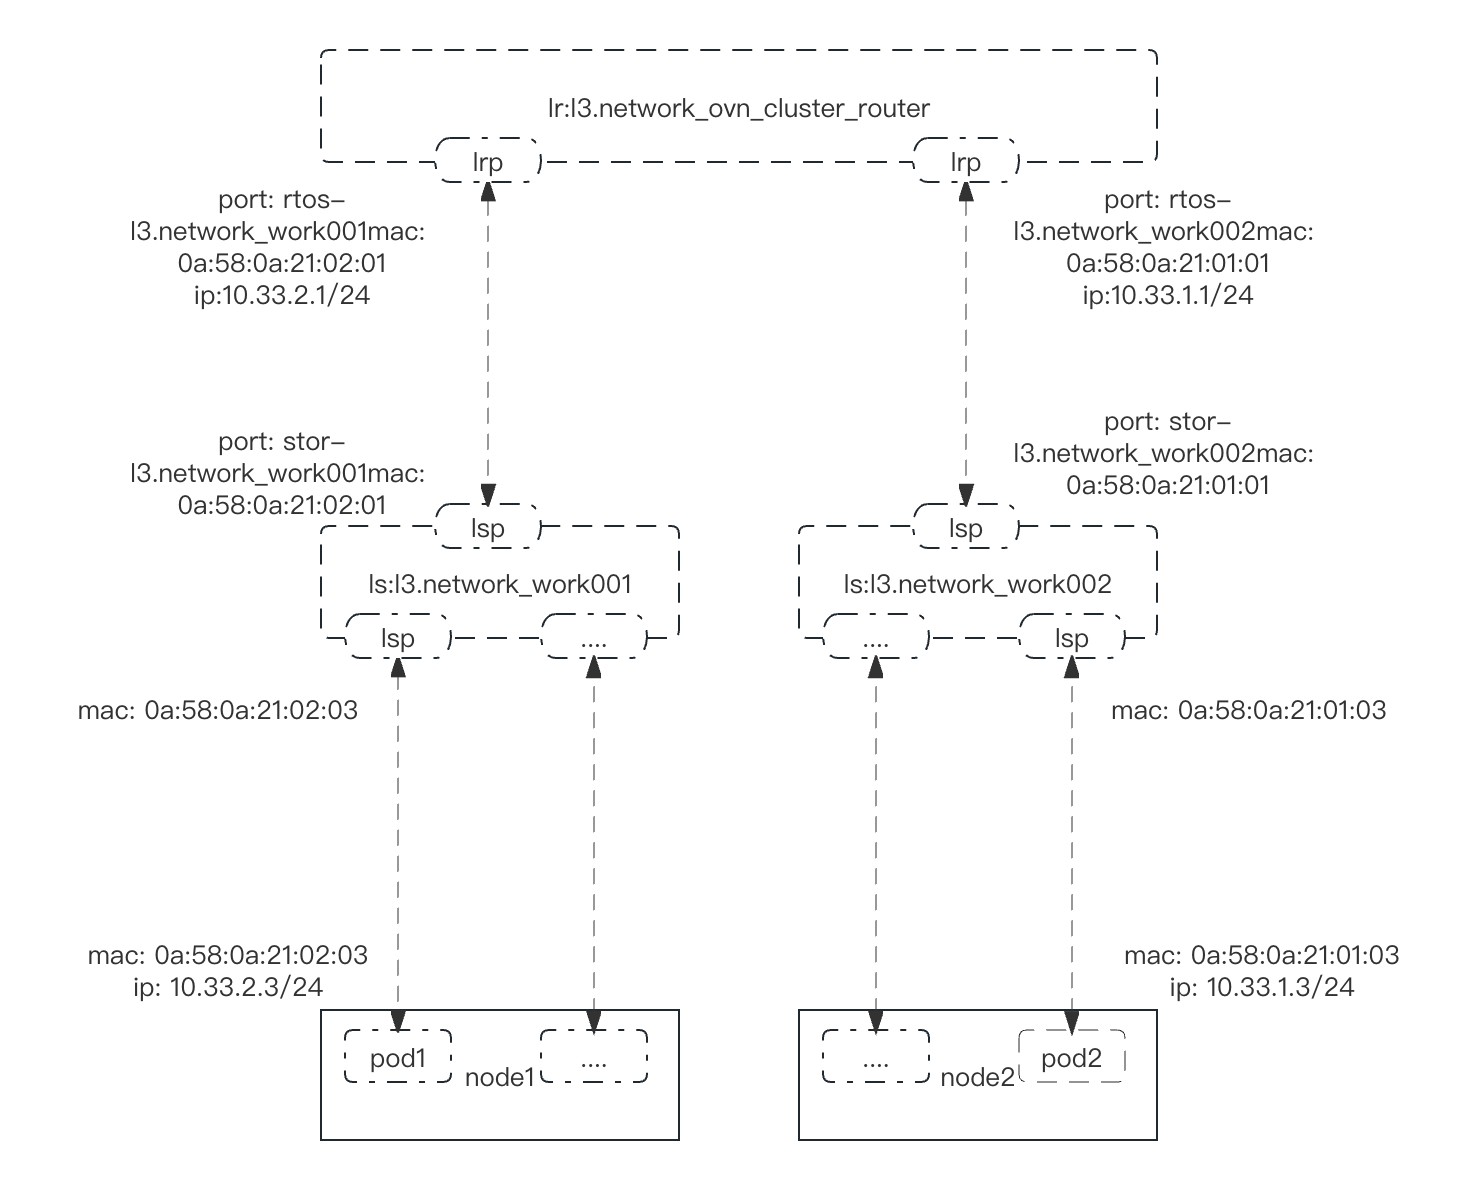 lr:l3.network_ovn_cluster_router
lrp
lrp
port: rtos-
l3.network_work001mac:
0a:58:0a:21:02:01
ip:10.33.2.1/24
port: rtos-
l3.network_work002mac:
0a:58:0a:21:01:01
ip:10.33.1.1/24
port: stor-
l3.network_work001mac:
0a:58:0a:21:02:01
port: stor-
l3.network_work002mac:
0a:58:0a:21:01:01
lsp
lsp
ls:l3.network_work001
ls:l3.network_work002
lsp
....
....
lsp
mac: 0a:58:0a:21:02:03
mac: 0a:58:0a:21:01:03
mac: 0a:58:0a:21:02:03
ip: 10.33.2.3/24
mac: 0a:58:0a:21:01:03
ip: 10.33.1.3/24
pod1
node1
....
....
node2
pod2